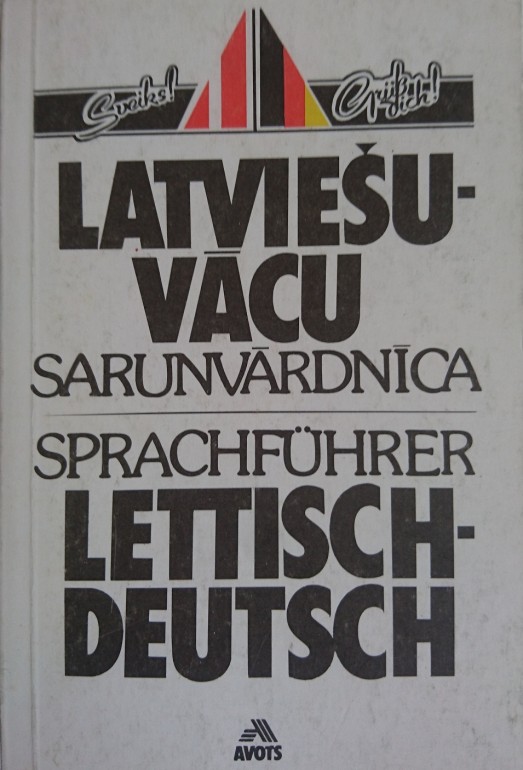 Sveiks!
Grüß
dich!
LATVIEŠU-
VĀCU
SARUNVĀRDNĪCA
SPRACHFÜHRER
LETTISCH-
DEUTSCH
AVOTS